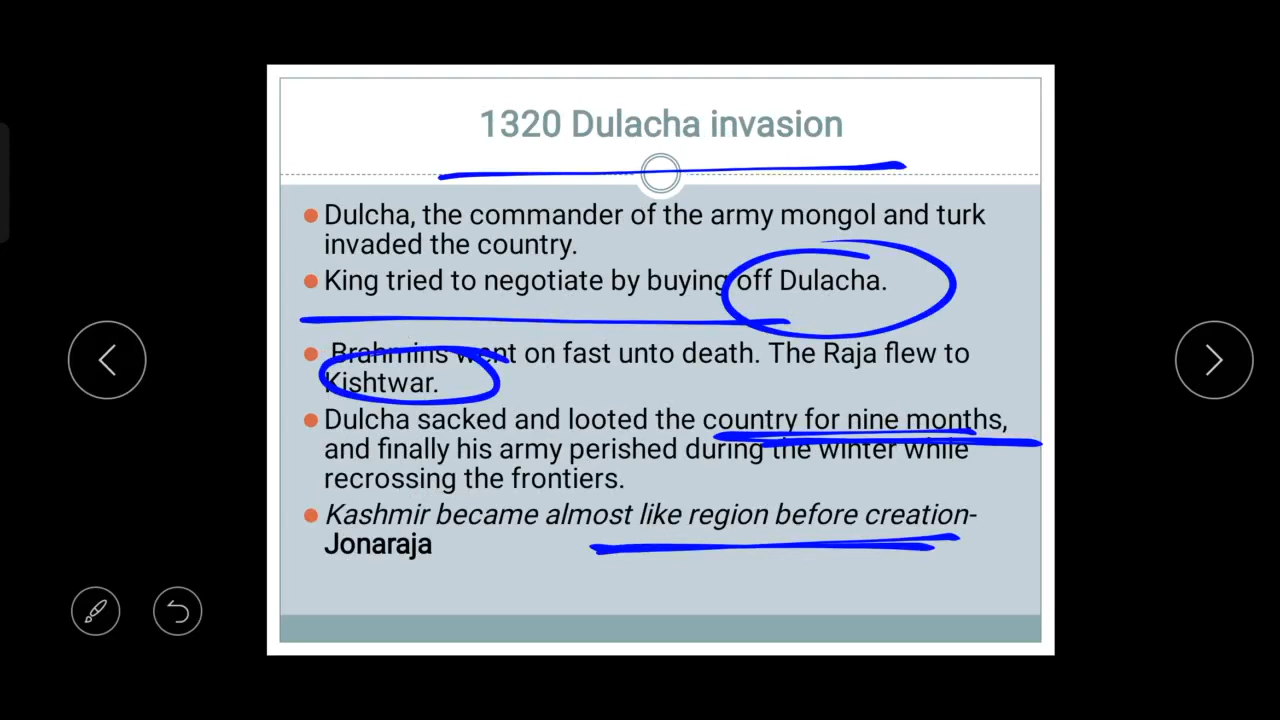 1320 Dulacha invasion
Dulcha, the commander of the army mongol and turk
invaded the country.
King tried to negotiate by buying off Dulacha.
Brahmins went on fast unto death. The Raja flew to
Kishtwar.
Dulcha sacked and looted the country for nine months,
and finally his army perished during the winter while
recrossing the frontiers.
Kashmir became almost like region before creation-
Jonaraja